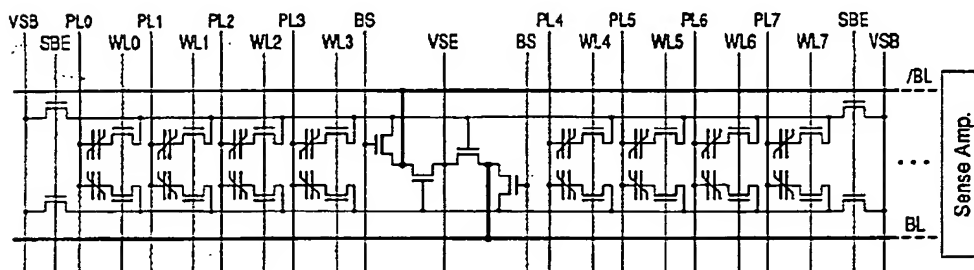 VSB PL0 PL1 PL2 PL3 BS PL4 PL5 PL6 PL7 SBE
SBE WL0 WL1 WL2 WL3 VSE BS WL4 WL5 WL6 WL7 VSB
/BL
BL
Sense Amp.